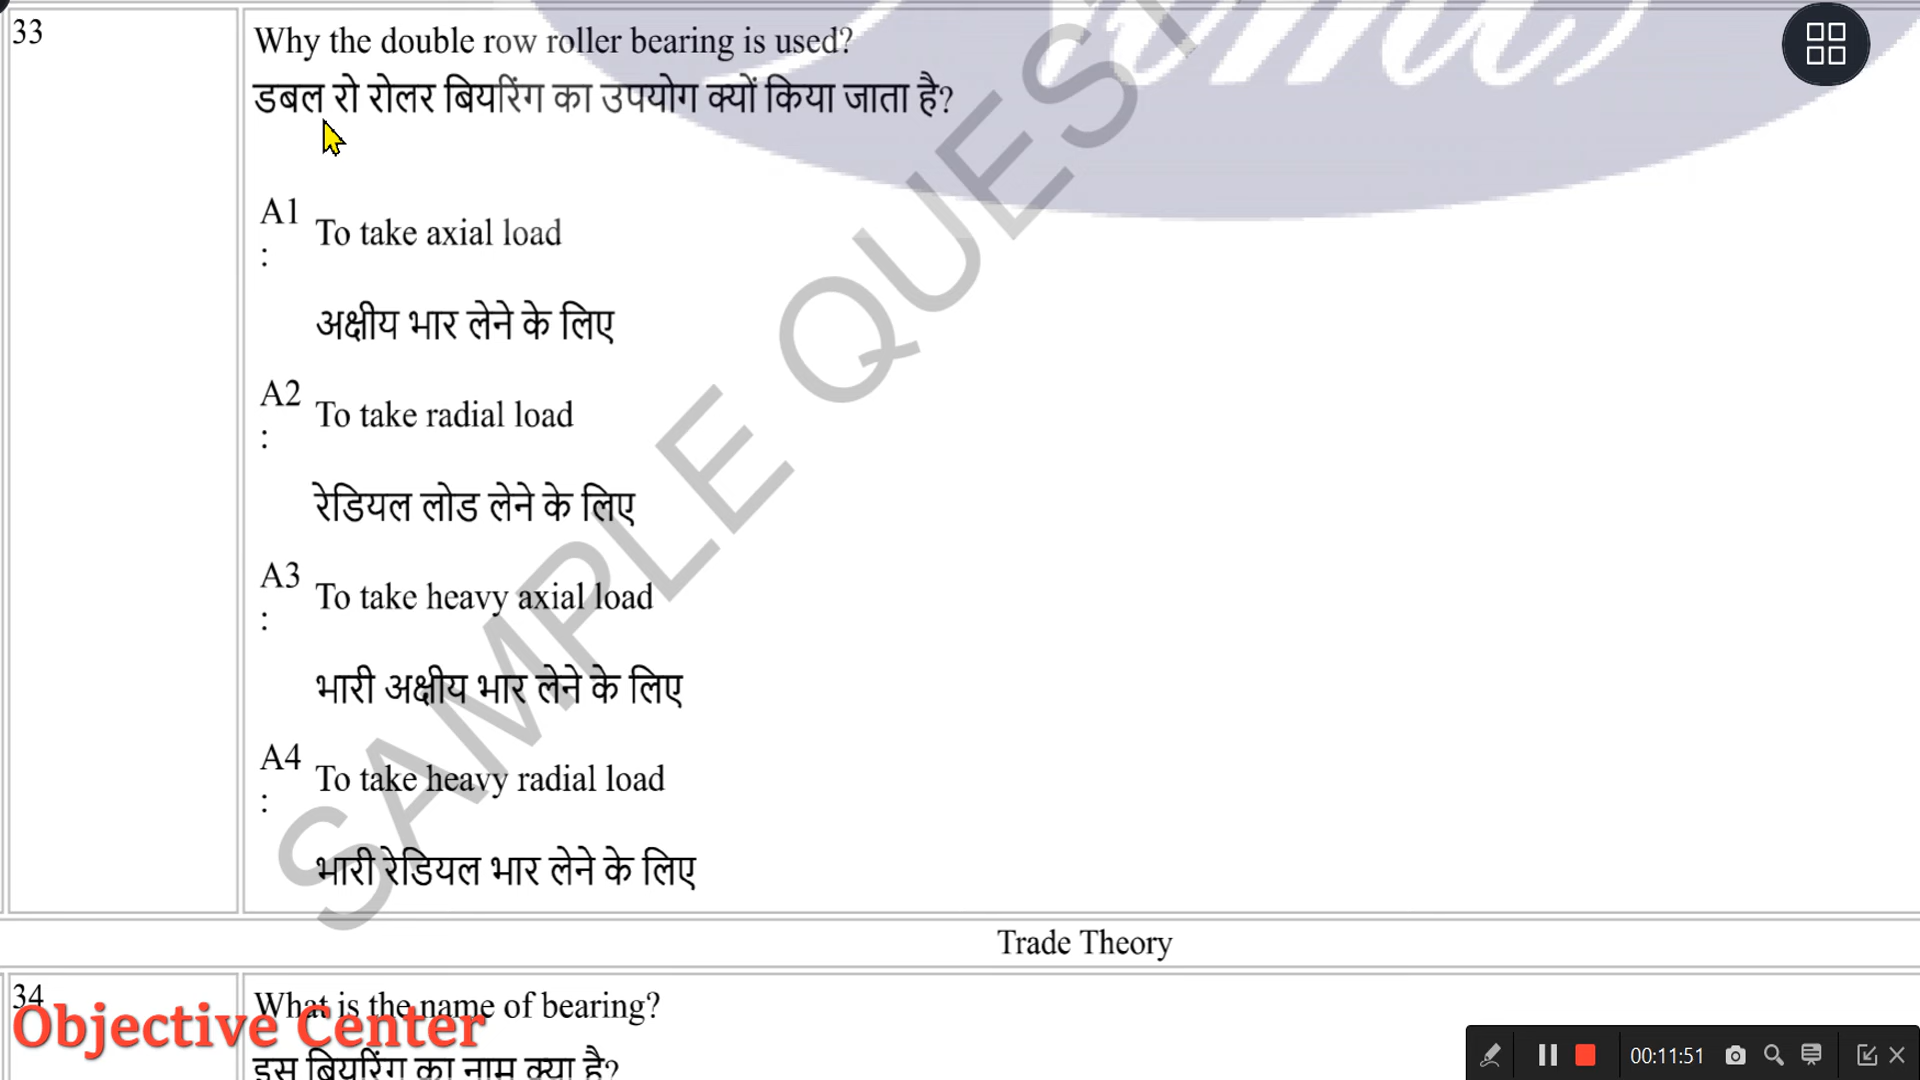 33
Why the double row roller bearing is used?
डबल रो रोलर बियरिंग का उपयोग क्यों किया जाता है?
A1
:
To take axial load
अक्षीय भार लेने के लिए
A2
:
To take radial load
रेडियल लोड लेने के लिए
A3
:
To take heavy axial load
भारी अक्षीय भार लेने के लिए
A4
:
To take heavy radial load
भारी रेडियल भार लेने के लिए
SAMPLE QUEST
Trade Theory
34
What is the name of bearing?
इस बियरिंग का नाम क्या है?
Objective Center
00:11:51